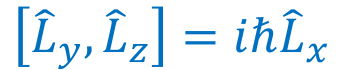 [L̂_y, L̂_z] = iℏL̂_x